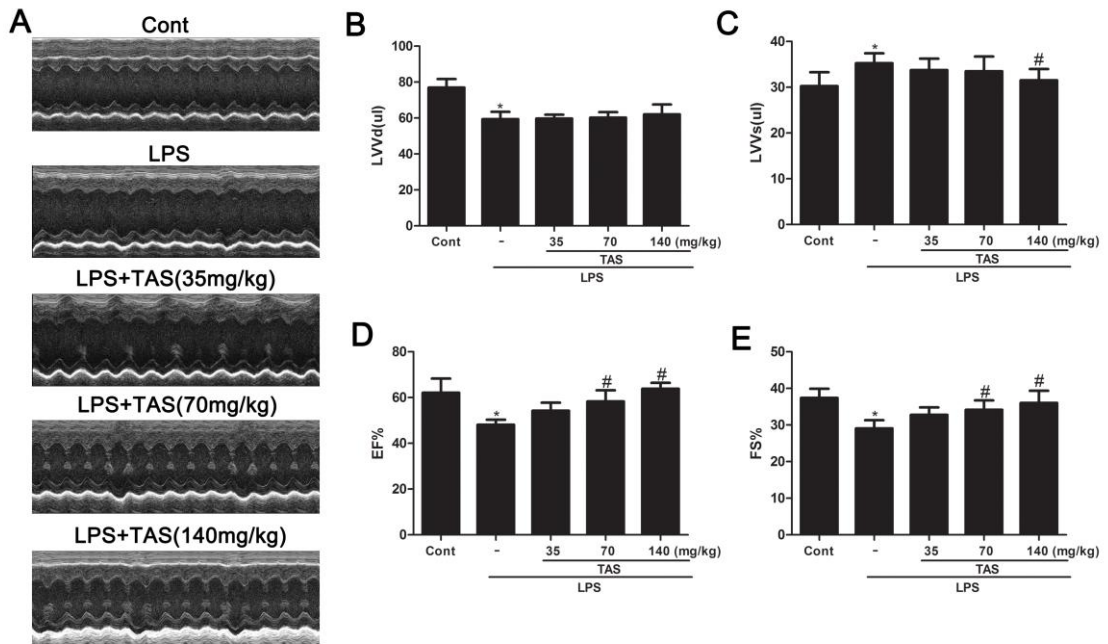 A
Cont
LPS
LPS+TAS(35mg/kg)
LPS+TAS(70mg/kg)
LPS+TAS(140mg/kg)
B
LVVd(ul)
100
80
60
40
20
0
*
Cont - 35 70 140 (mg/kg)
TAS
LPS
C
LVVs(ul)
50
40
30
20
10
0
* #
Cont - 35 70 140 (mg/kg)
TAS
LPS
D
EF%
80
60
40
20
0
* # #
Cont - 35 70 140 (mg/kg)
TAS
LPS
E
FS%
50
40
30
20
10
0
* # #
Cont - 35 70 140 (mg/kg)
TAS
LPS